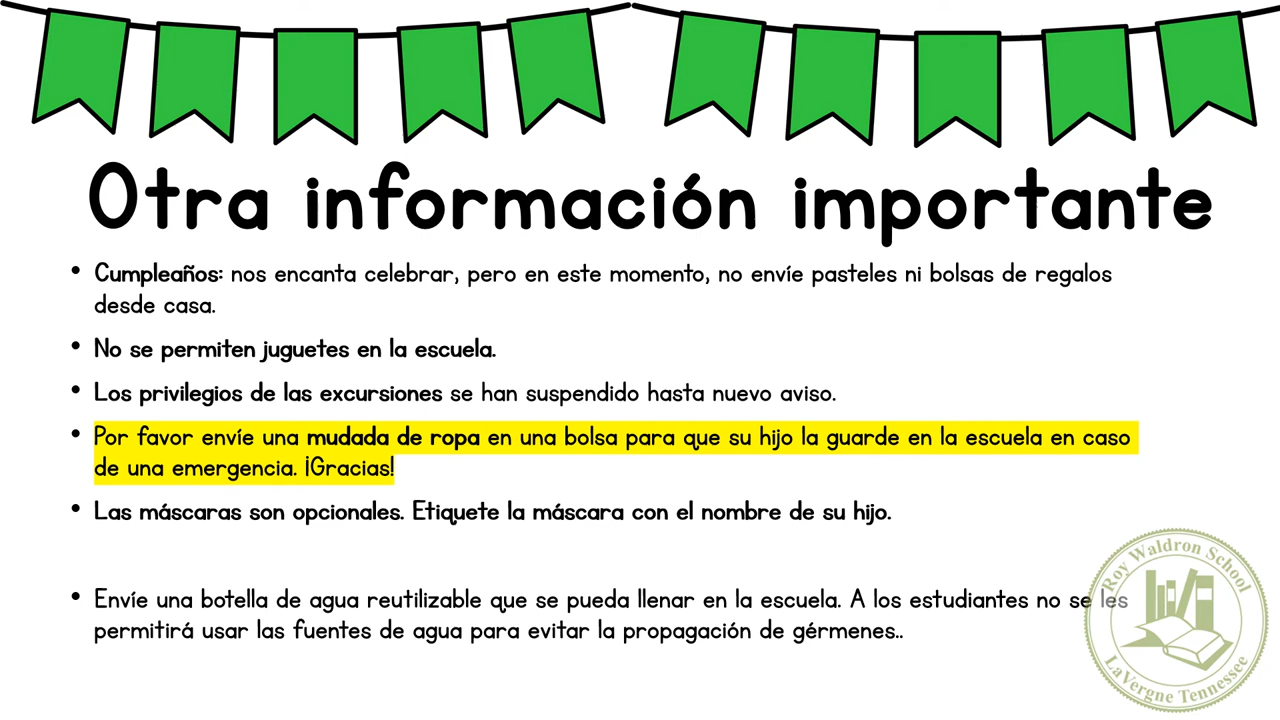 Otra información importante
• Cumpleaños: nos encanta celebrar, pero en este momento, no envíe pasteles ni bolsas de regalos
desde casa.
• No se permiten juguetes en la escuela.
• Los privilegios de las excursiones se han suspendido hasta nuevo aviso.
• Por favor envíe una mudada de ropa en una bolsa para que su hijo la guarde en la escuela en caso
de una emergencia. ¡Gracias!
• Las máscaras son opcionales. Etiquete la máscara con el nombre de su hijo.
• Envíe una botella de agua reutilizable que se pueda llenar en la escuela. A los estudiantes no se les
permitirá usar las fuentes de agua para evitar la propagación de gérmenes..
Roy Waldron School
LaVergne Tennessee